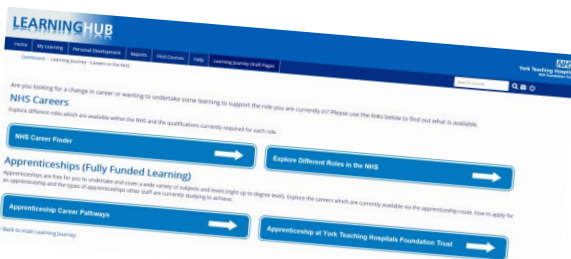 LEARNINGHUB
Home My Learning Personal Development Reports Find Courses Help Learning Journey Draft Pages
NHS
York Teaching Hospital
NHS Foundation Trust
Dashboard Learning Journey - Careers in the NHS
Search courses
Are you looking for a change in career or wanting to undertake some learning to support the role you are currently in? Please use the links below to find out what is available.
NHS Careers
Explore different roles which are available within the NHS and the qualifications currently required for each role.
NHS Career Finder
Explore Different Roles in the NHS
Apprenticeships (Fully Funded Learning)
Apprenticeships are free for you to undertake and cover a wide variety of subjects and levels (right up to degree level). Explore the careers which are currently available via the apprenticeship route, how to apply for
an apprenticeship and the types of apprenticeships other staff are currently studying to achieve.
Apprenticeship Career Pathways
Apprenticeship at York Teaching Hospitals Foundation Trust
Back to main Learning Journey